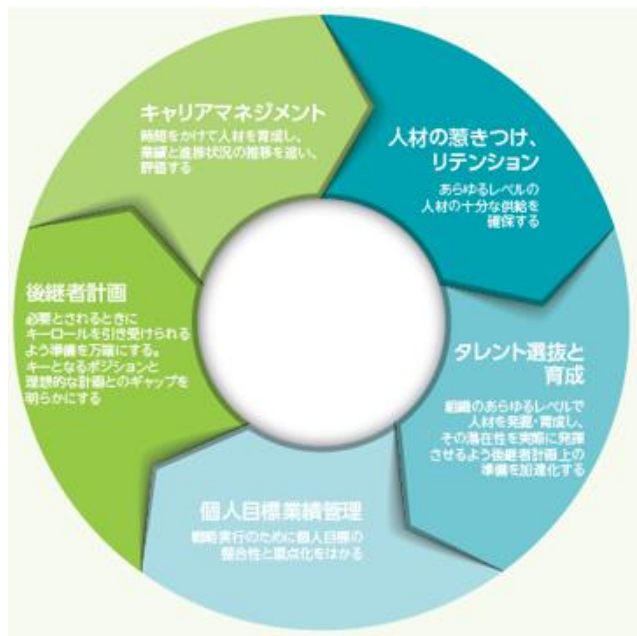 キャリアマネジメント
時間をかけて人材を育成し、
業績と進捗状況の推移を追い、
評価する
人材の惹きつけ、
リテンション
あらゆるレベルの
人材の十分な供給を
確保する
タレント選抜と
育成
組織のあらゆるレベルで
人材を発掘・育成し、
その潜在性を実際に発揮
させるよう後継者計画上の
準備を加速化する
個人目標業績管理
戦略実行のために個人目標の
整合性と重点化をはかる
後継者計画
必要とされるときに
キーロールを引き受けられる
よう準備を万端にする。
キーとなるポジションと
理想的な計画とのギャップを
明らかにする